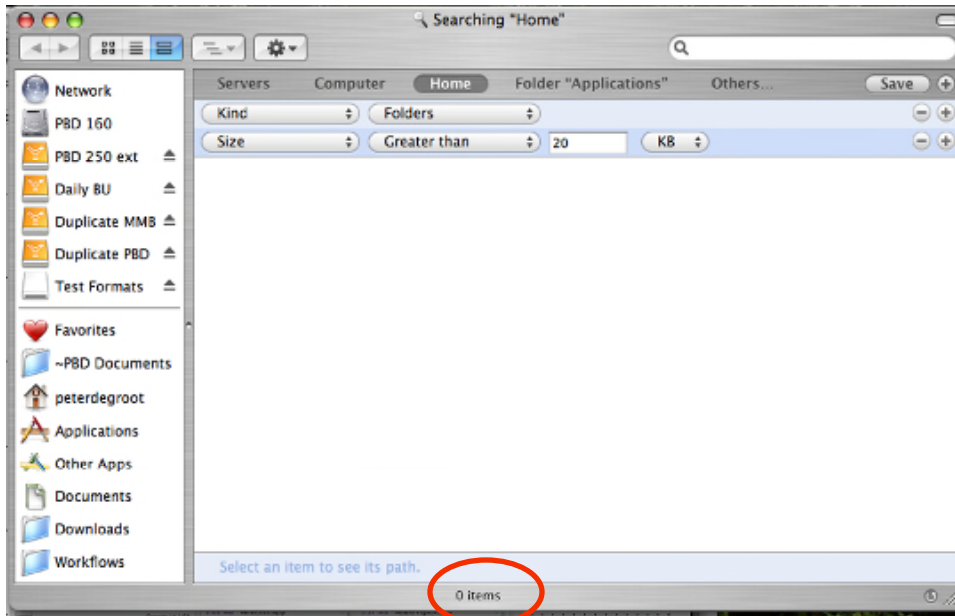 Searching "Home"
Servers Computer Home Folder "Applications" Others... Save
Kind Folders
Size Greater than 20 KB
Network
PBD 160
PBD 250 ext
Daily BU
Duplicate MMB
Duplicate PBD
Test Formats
Favorites
~PBD Documents
peterdegroot
Applications
Other Apps
Documents
Downloads
Workflows
Select an item to see its path.
0 items